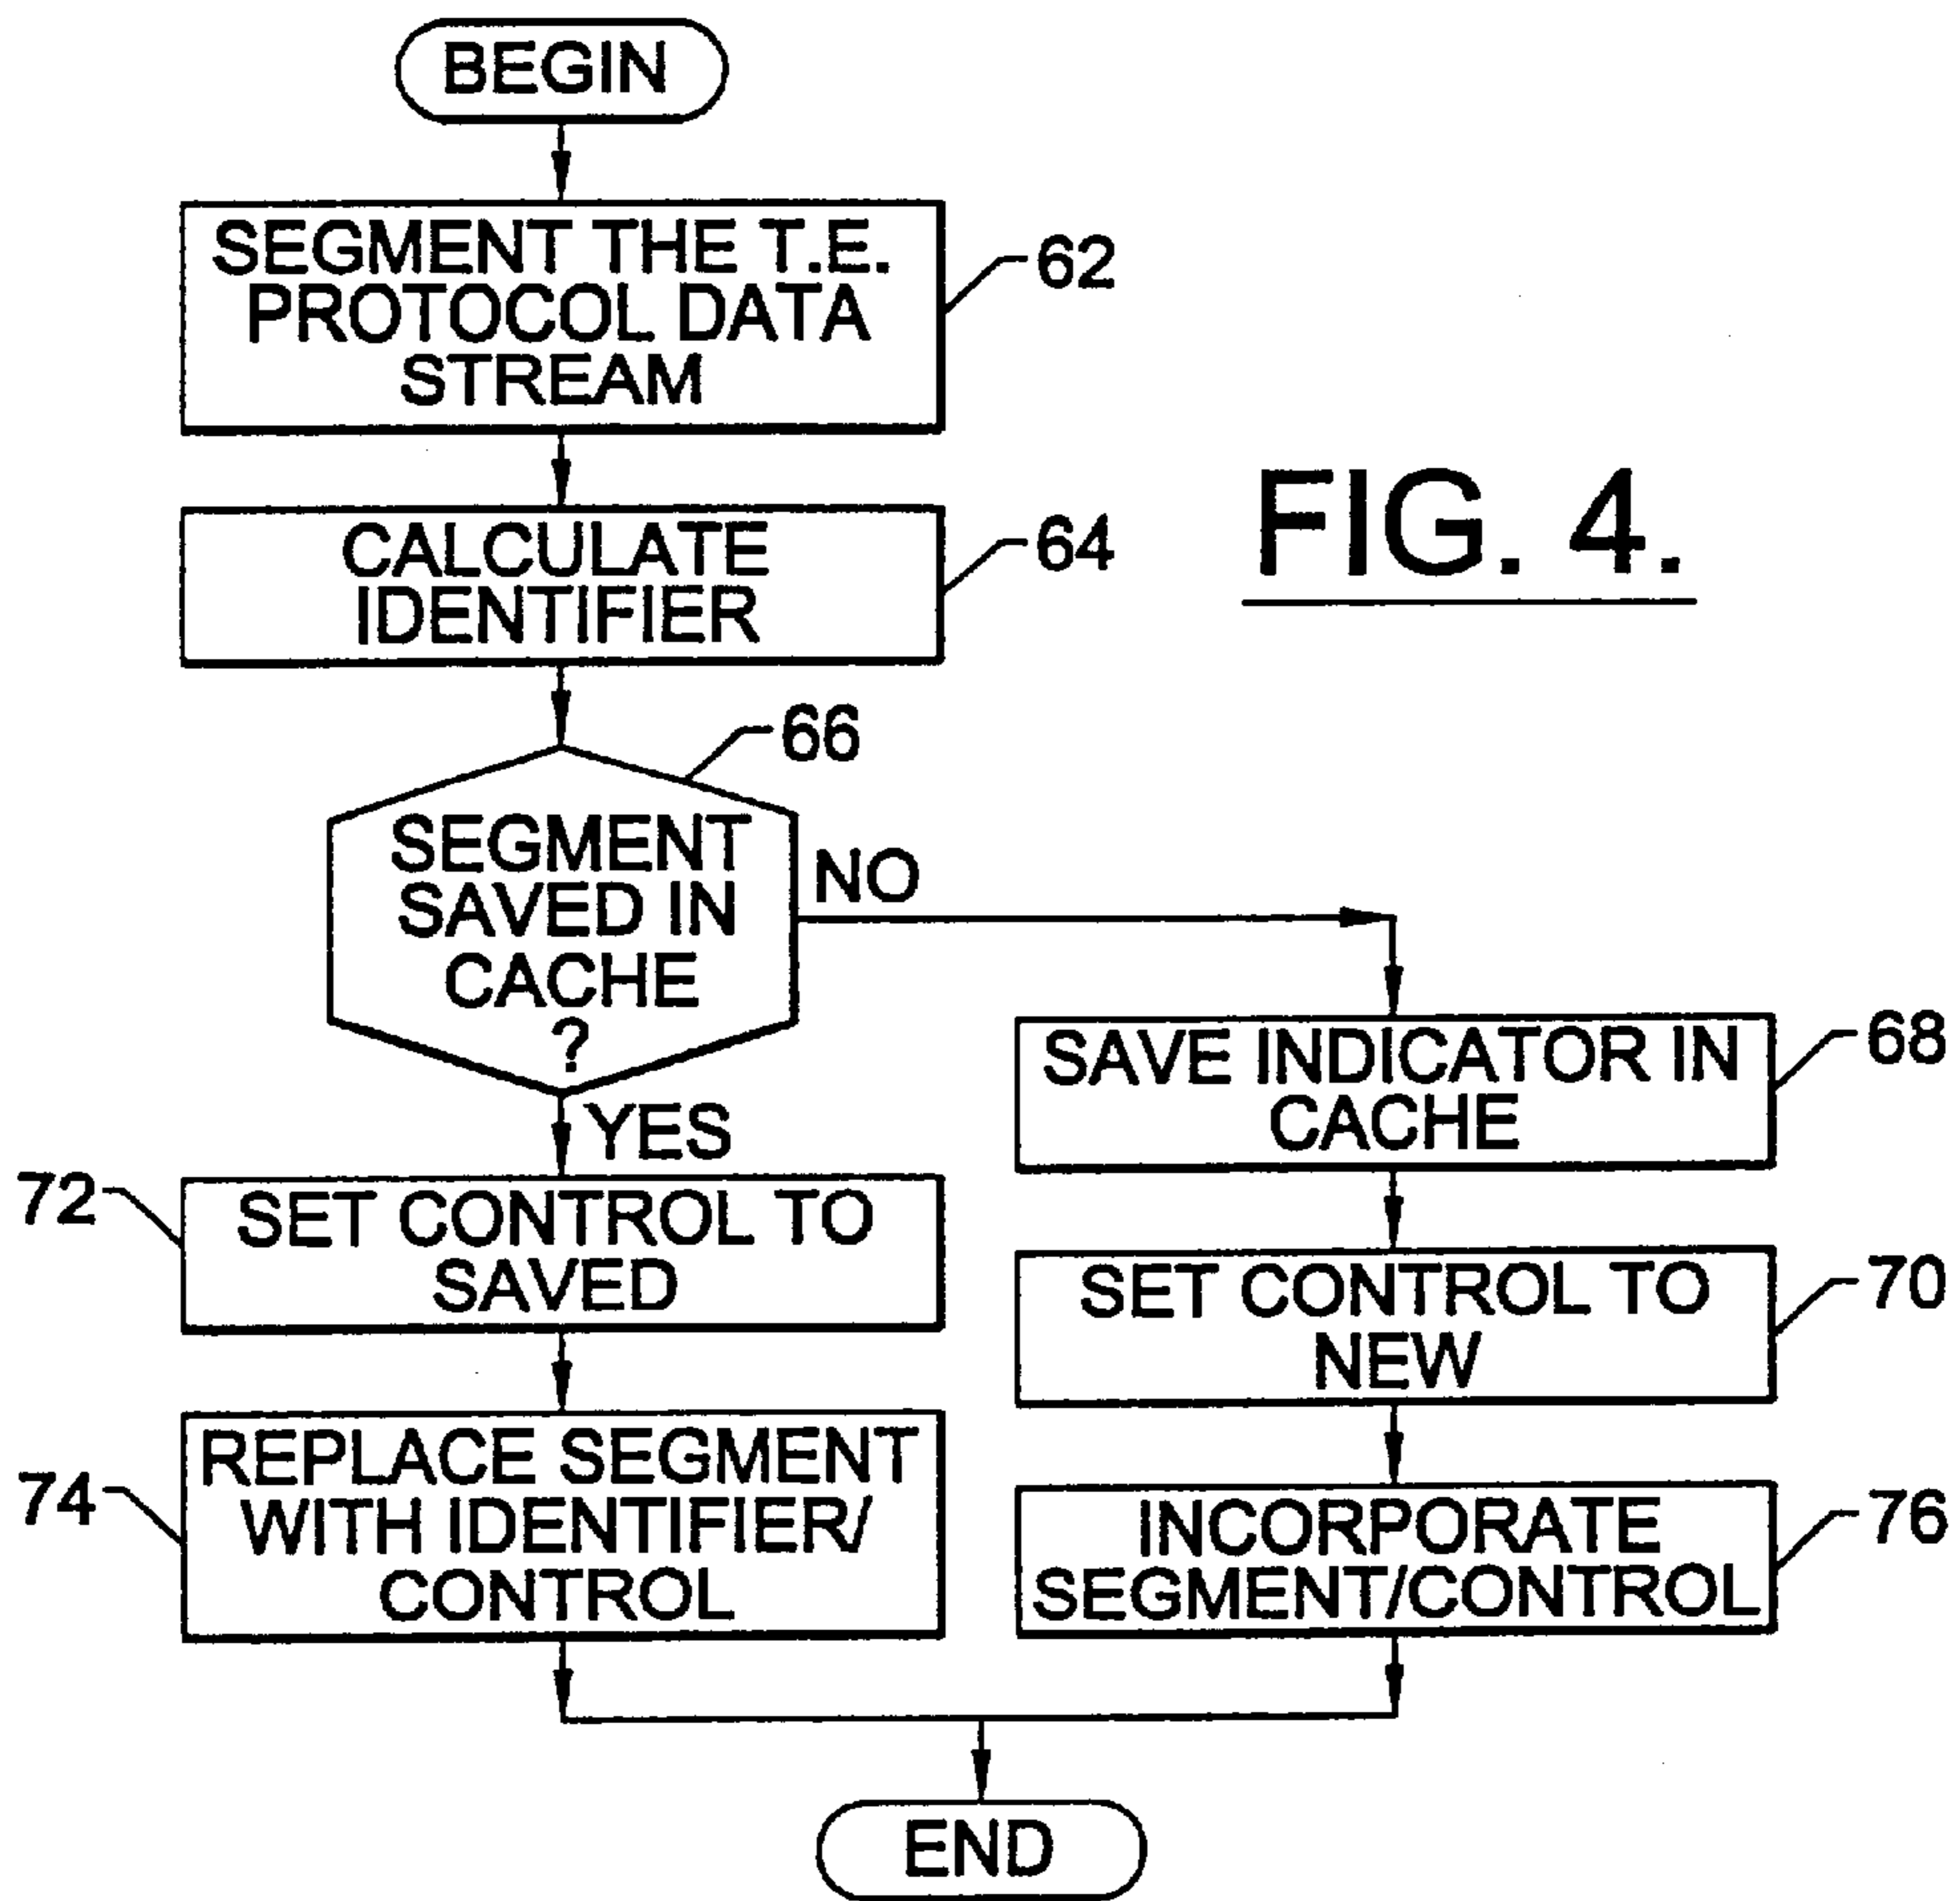 BEGIN
SEGMENT THE T.E.
PROTOCOL DATA
STREAM
62
CALCULATE
IDENTIFIER
64
FIG. 4.
66
SEGMENT
SAVED IN
CACHE
?
NO
YES
68
SAVE INDICATOR IN
CACHE
72
SET CONTROL TO
SAVED
70
SET CONTROL TO
NEW
74
REPLACE SEGMENT
WITH IDENTIFIER/
CONTROL
76
INCORPORATE
SEGMENT/CONTROL
END